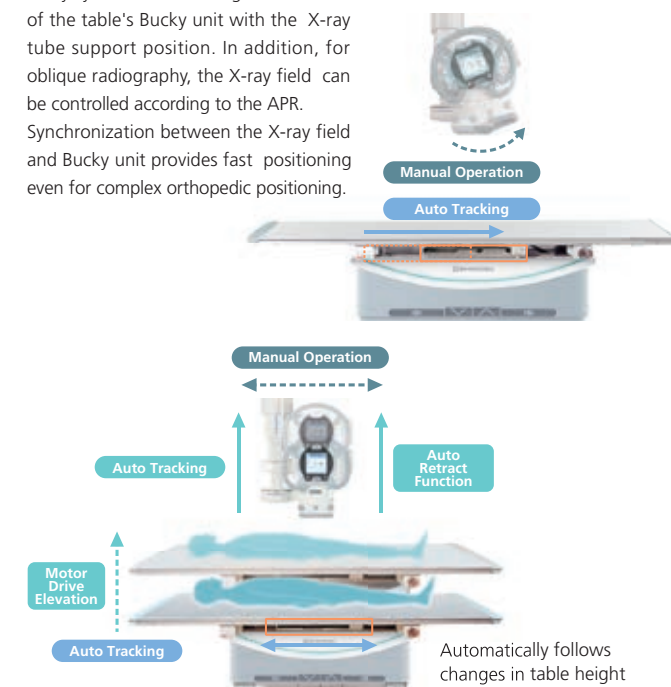 of the table's Bucky unit with the X-ray
tube support position. In addition, for
oblique radiography, the X-ray field can
be controlled according to the APR.
Synchronization between the X-ray field
and Bucky unit provides fast positioning
even for complex orthopedic positioning.
Manual Operation
Auto Tracking
Manual Operation
Auto Tracking
Auto
Retract
Function
Motor
Drive
Elevation
Auto Tracking
Automatically follows
changes in table height